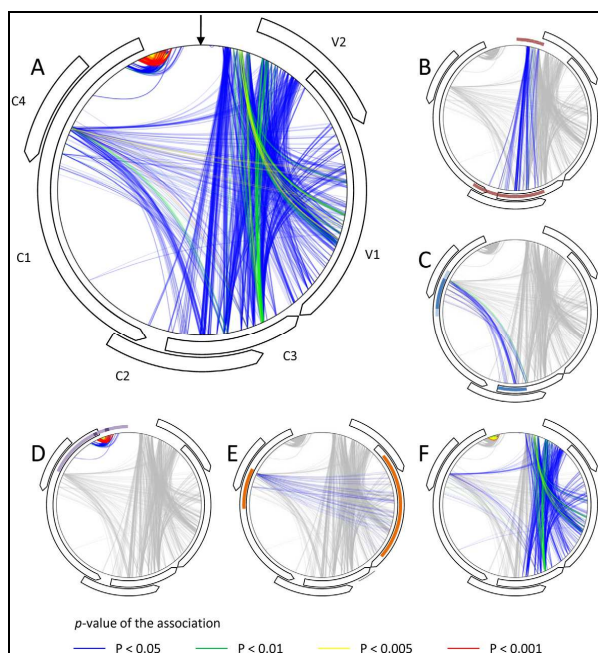 A
V2
B
C4
C1
V1
C
C3
C2
D
E
F
p-value of the association
P < 0.05
P < 0.01
P < 0.005
P < 0.001